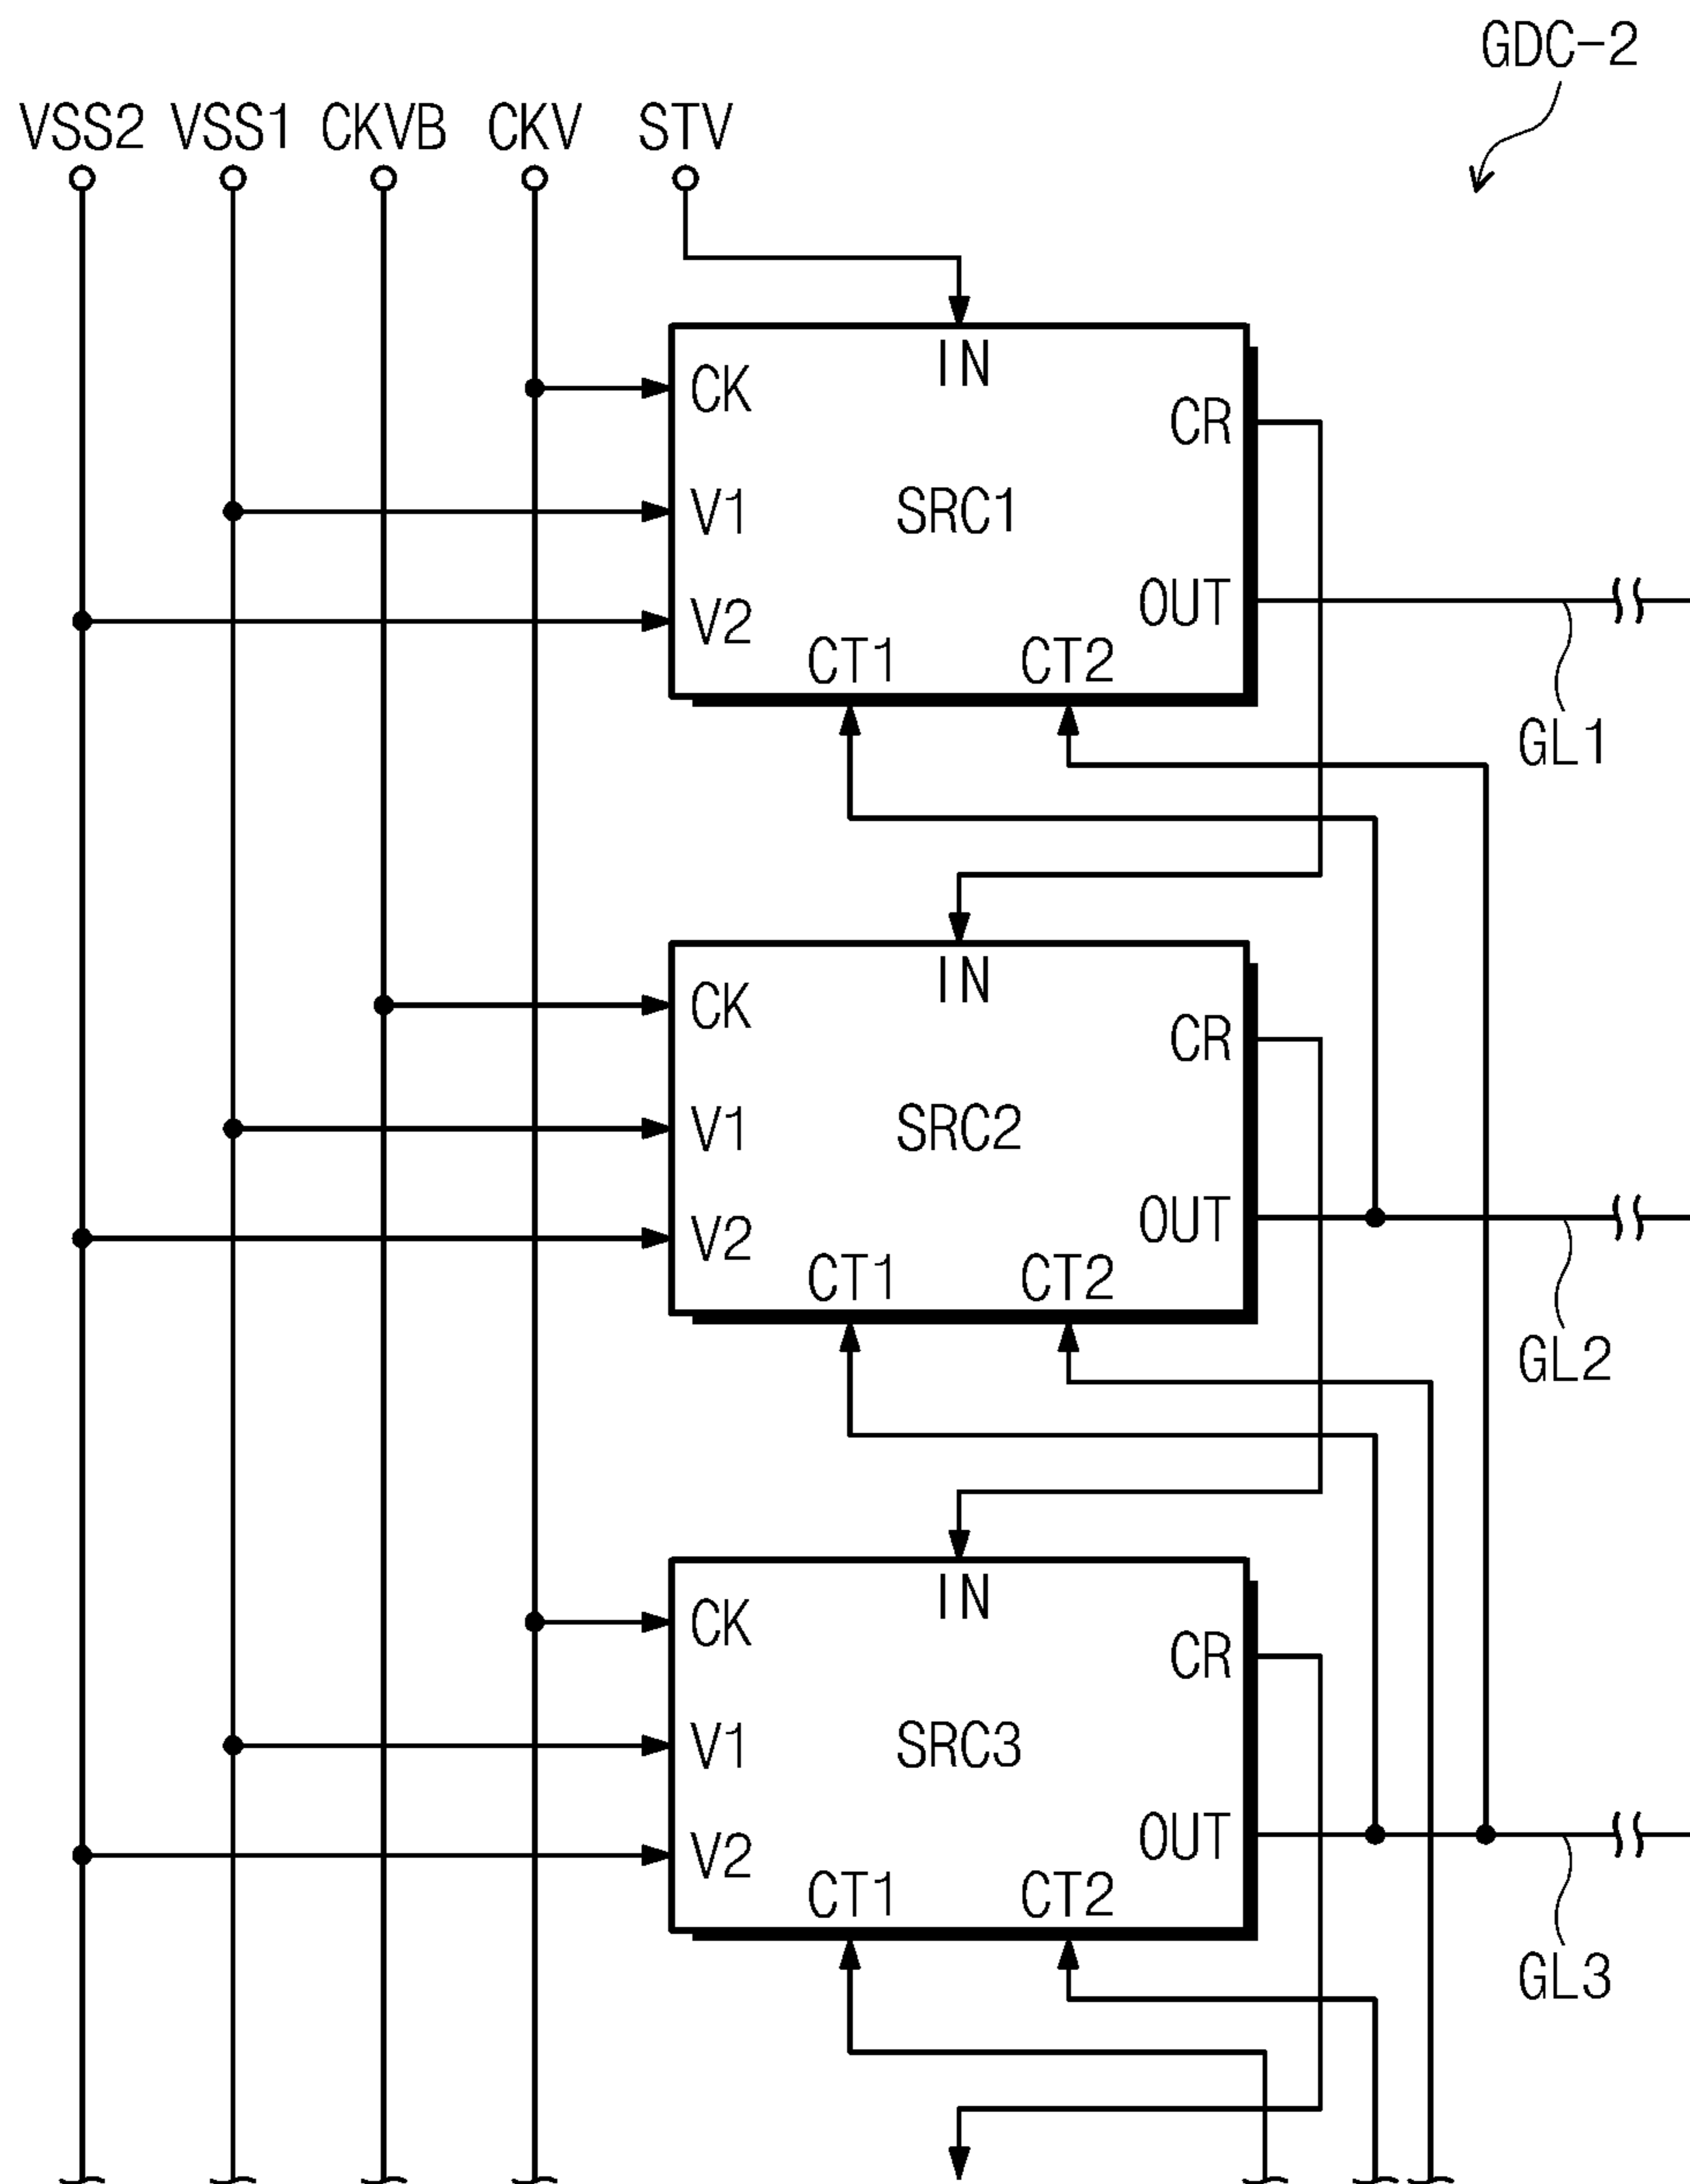 GDC-2
VSS2 VSS1 CKVB CKV STV
IN
CK
CR
V1
SRC1
OUT
V2
CT1 CT2
GL1
IN
CK
CR
V1
SRC2
OUT
V2
CT1 CT2
GL2
IN
CK
CR
V1
SRC3
OUT
V2
CT1 CT2
GL3